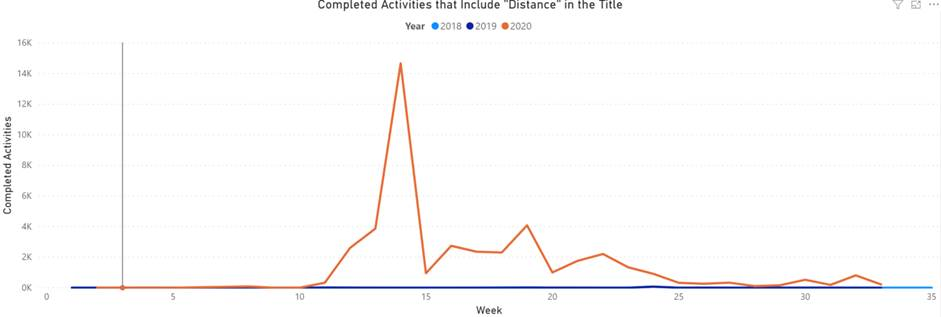 Completed Activities that Include "Distance" in the Title
Year 2018 2019 2020
16K
14K
12K
10K
8K
6K
4K
2K
0K
Completed Activities
0 5 10 15 20 25 30 35
Week